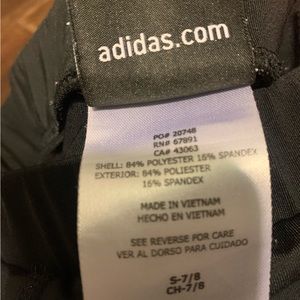 adidas.com
PO# 20748
RN# 67891
CA# 43063
SHELL: 84% POLYESTER 16% SPANDEX
EXTERIOR: 84% POLIESTER
16% SPANDEX
MADE IN VIETNAM
HECHO EN VIETNAM
SEE REVERSE FOR CARE
VER AL DORSO PARA CUIDADO
S-7/8
CH-7/8